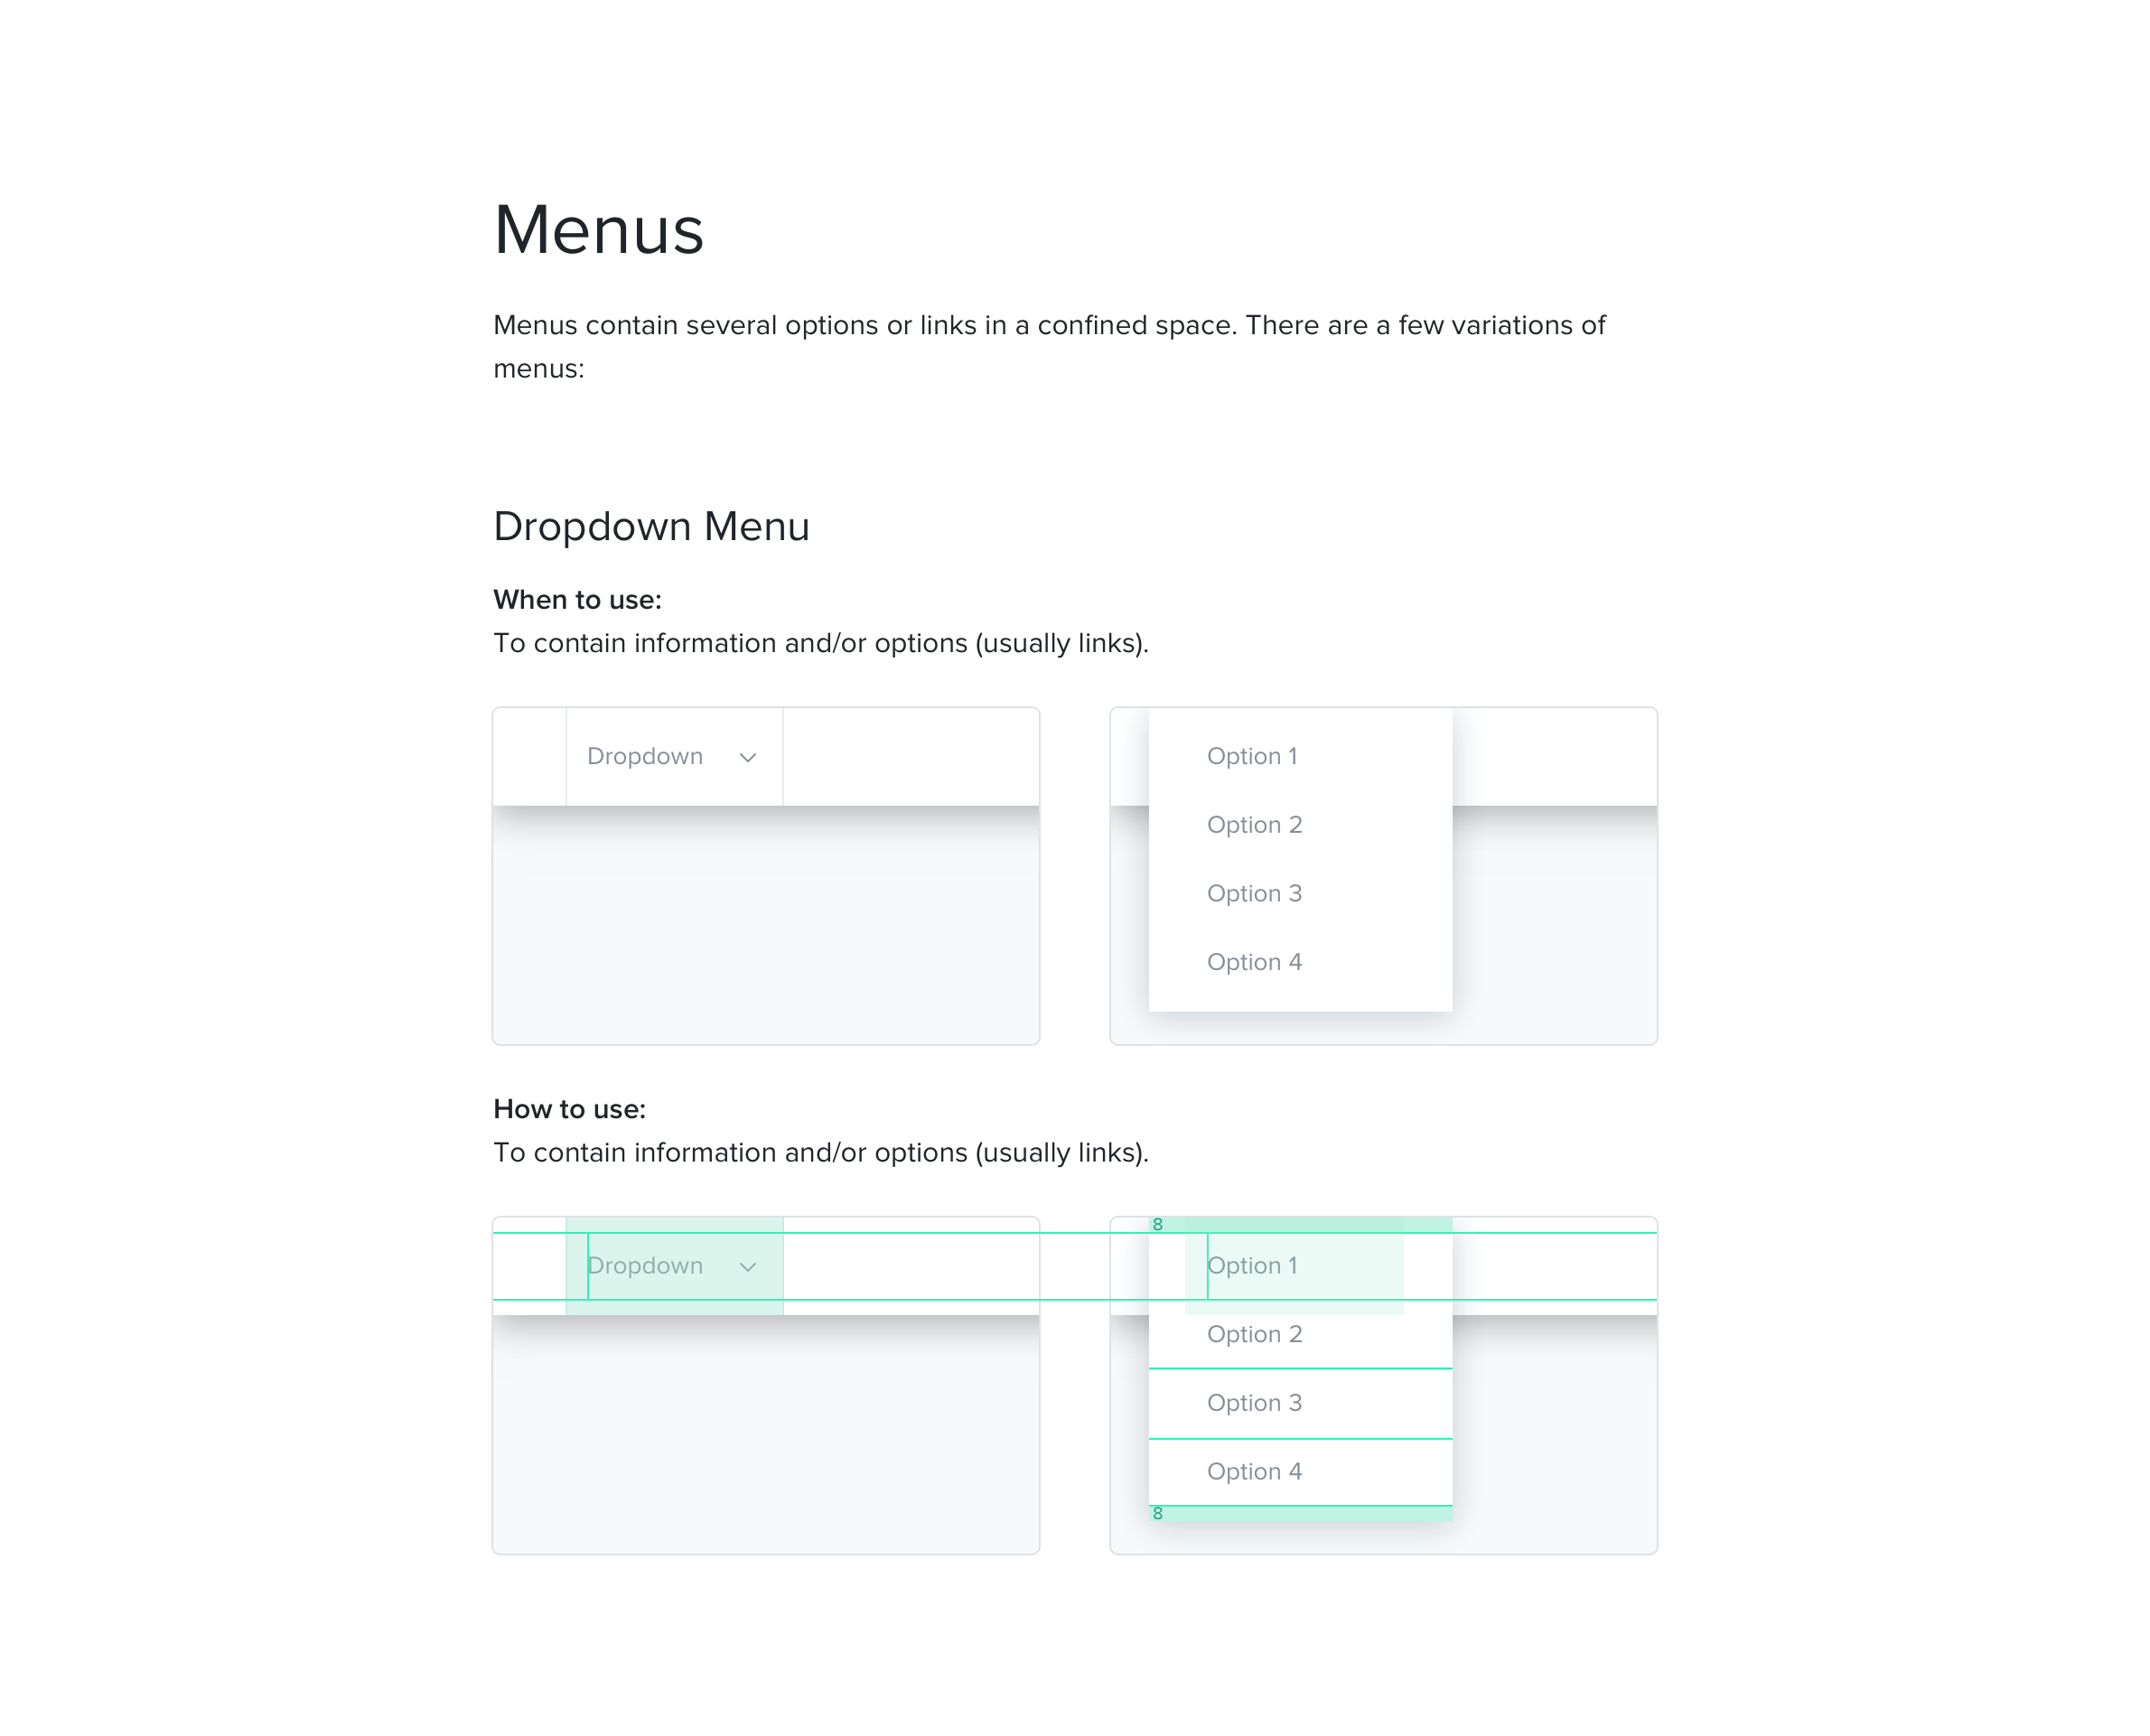 Menus
Menus contain several options or links in a confined space. There are a few variations of
menus:
Dropdown Menu
When to use:
To contain information and/or options (usually links).
Dropdown
Option 1
Option 2
Option 3
Option 4
How to use:
To contain information and/or options (usually links).
Dropdown
8
Option 1
Option 2
Option 3
Option 4
8